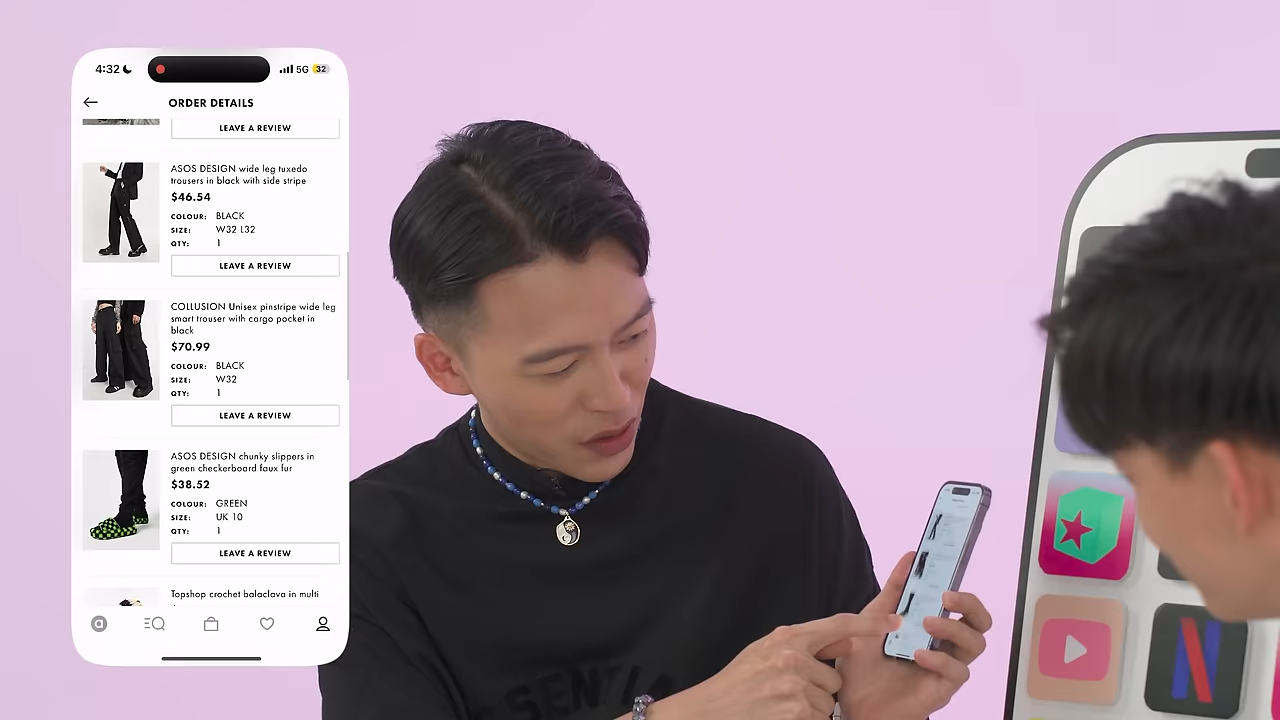 4:32
5G
32
ORDER DETAILS
LEAVE A REVIEW
ASOS DESIGN wide leg tuxedo
trousers in black with side stripe
$46.54
COLOUR: BLACK
SIZE: W32 L32
QTY: 1
LEAVE A REVIEW
COLLUSION Unisex pinstripe wide leg
smart trouser with cargo pocket in
black
$70.99
COLOUR: BLACK
SIZE: W32
QTY: 1
LEAVE A REVIEW
ASOS DESIGN chunky slippers in
green checkerboard faux fur
$38.52
COLOUR: GREEN
SIZE: UK 10
QTY: 1
LEAVE A REVIEW
Topshop crochet balaclava in multi
a
N